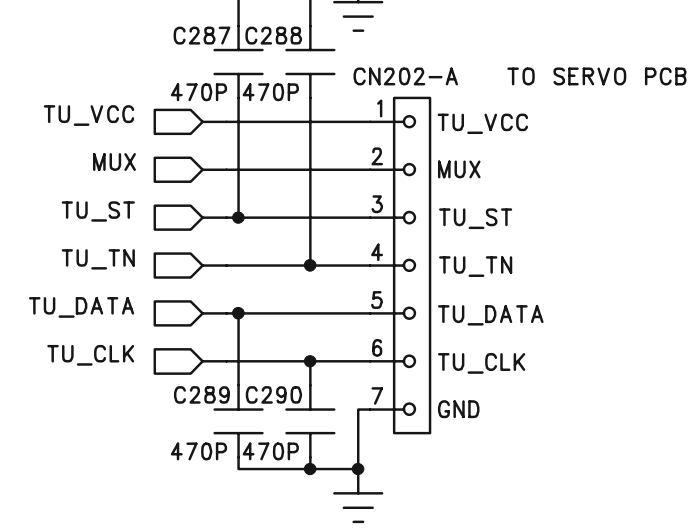 C287 C288
CN202-A TO SERVO PCB
470P 470P
TU_VCC 1 TU_VCC
MUX 2 MUX
TU_ST 3 TU_ST
TU_TN 4 TU_TN
TU_DATA 5 TU_DATA
TU_CLK 6 TU_CLK
C289 C290 7 GND
470P 470P